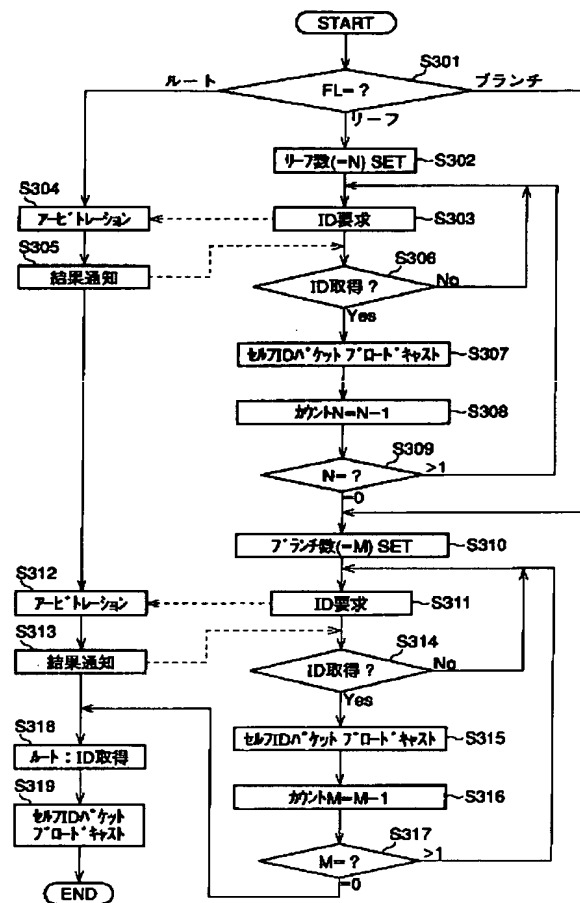 START
S301
ルート
FL=?
ブランチ
リーフ
リーフ数(=N) SET
S302
S304
アービトレーション
ID要求
S303
S305
結果通知
S306
ID取得?
No
Yes
セルフIDパケット ブロードキャスト
S307
カウントN=N−1
S308
S309
N=?
>1
=0
ブランチ数(=M) SET
S310
S312
アービトレーション
ID要求
S311
S313
結果通知
S314
ID取得?
No
Yes
S318
ルート:ID取得
セルフIDパケット ブロードキャスト
S315
S319
セルフIDパケット
ブロードキャスト
カウントM=M−1
S316
S317
M=?
>1
=0
END